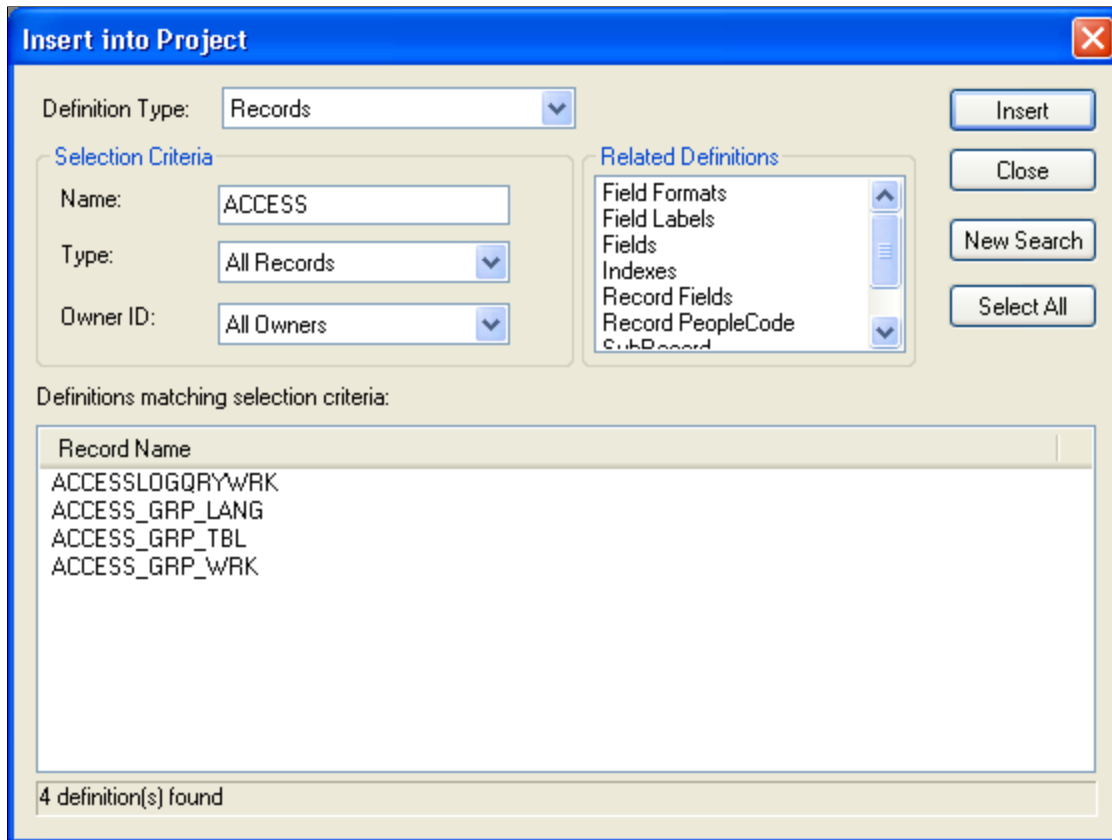 Insert into Project
Definition Type: Records
Insert
Selection Criteria
Related Definitions
Close
Name: ACCESS
Type: All Records
Owner ID: All Owners
Field Formats
Field Labels
Fields
Indexes
Record Fields
Record PeopleCode
SubRecord
New Search
Select All
Definitions matching selection criteria:
Record Name
ACCESSLOGQRYWRK
ACCESS_GRP_LANG
ACCESS_GRP_TBL
ACCESS_GRP_WRK
4 definition(s) found